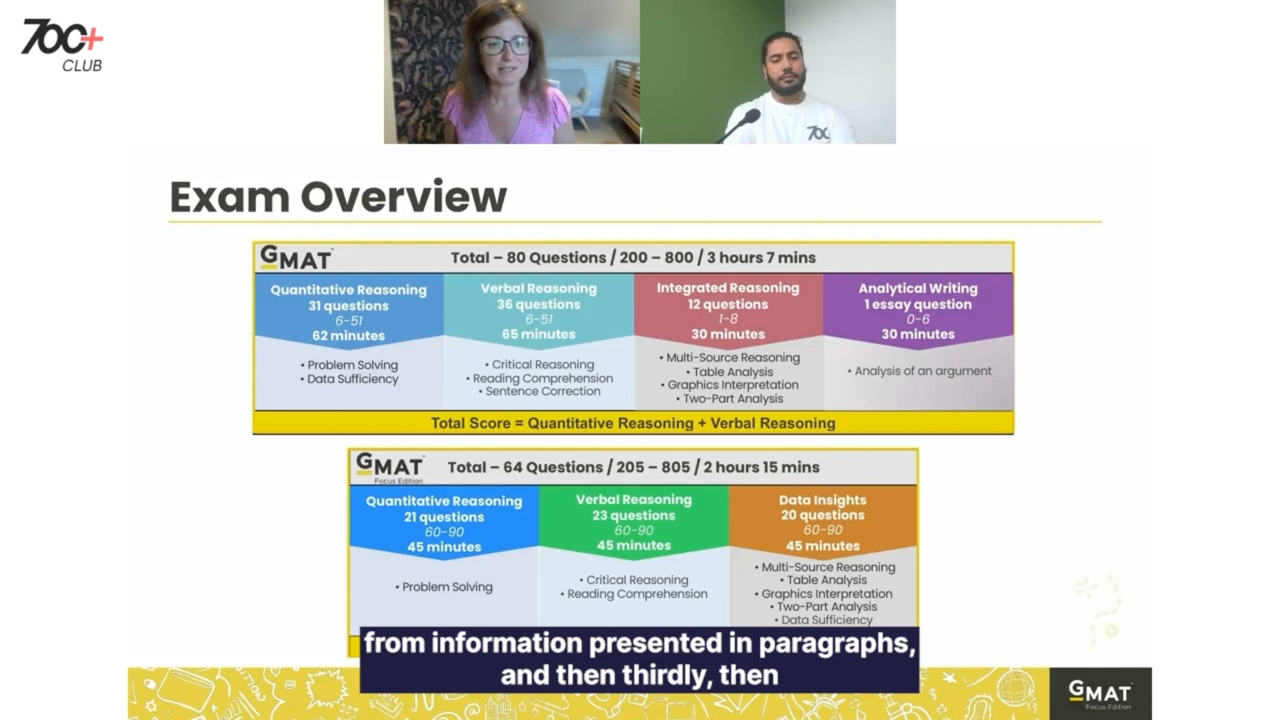 700+
CLUB
700
Exam Overview
GMAT™
Total – 80 Questions / 200 – 800 / 3 hours 7 mins
Quantitative Reasoning
31 questions
6-51
62 minutes
• Problem Solving
• Data Sufficiency
Verbal Reasoning
36 questions
6-51
65 minutes
• Critical Reasoning
• Reading Comprehension
• Sentence Correction
Integrated Reasoning
12 questions
1-8
30 minutes
• Multi-Source Reasoning
• Table Analysis
• Graphics Interpretation
• Two-Part Analysis
Analytical Writing
1 essay question
0-6
30 minutes
• Analysis of an argument
Total Score = Quantitative Reasoning + Verbal Reasoning
GMAT™
Focus Edition
Total – 64 Questions / 205 – 805 / 2 hours 15 mins
Quantitative Reasoning
21 questions
60-90
45 minutes
• Problem Solving
Verbal Reasoning
23 questions
60-90
45 minutes
• Critical Reasoning
• Reading Comprehension
Data Insights
20 questions
60-90
45 minutes
• Multi-Source Reasoning
• Table Analysis
• Graphics Interpretation
• Two-Part Analysis
• Data Sufficiency
from information presented in paragraphs,
and then thirdly, then
GMAT™
Focus Edition